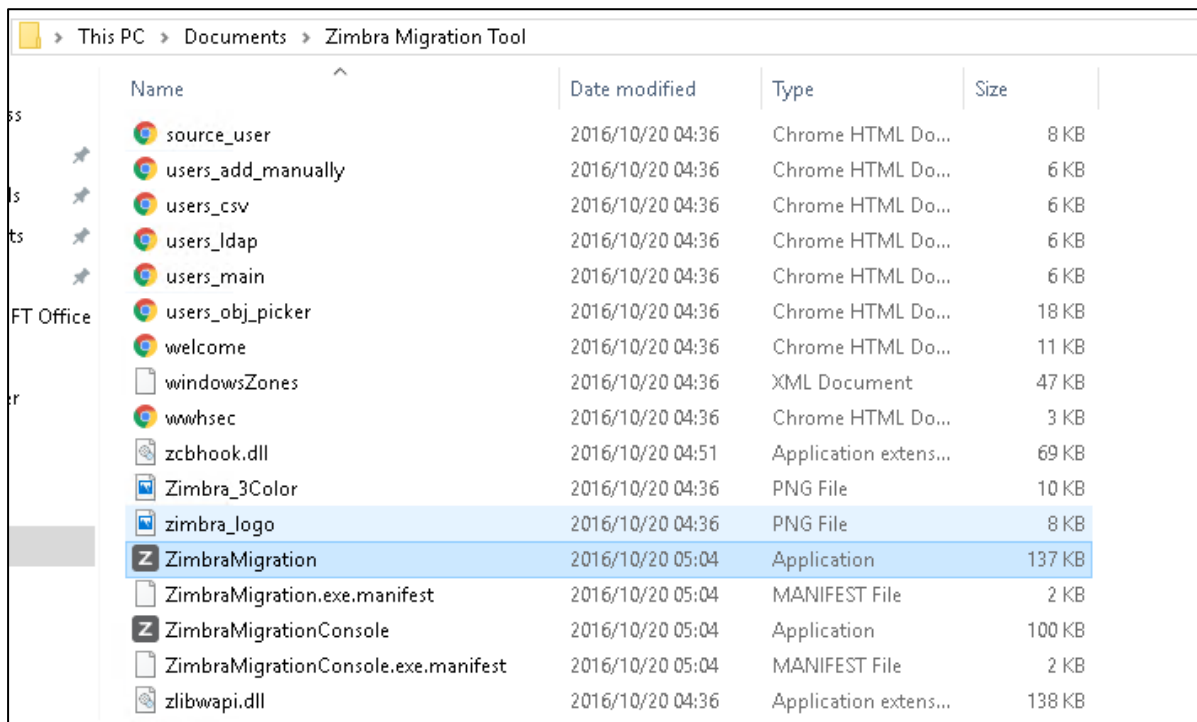 This PC > Documents > Zimbra Migration Tool
Name Date modified Type Size
ss
source_user 2016/10/20 04:36 Chrome HTML Do... 8 KB
users_add_manually 2016/10/20 04:36 Chrome HTML Do... 6 KB
ls users_csv 2016/10/20 04:36 Chrome HTML Do... 6 KB
ts users_ldap 2016/10/20 04:36 Chrome HTML Do... 6 KB
users_main 2016/10/20 04:36 Chrome HTML Do... 6 KB
FT Office users_obj_picker 2016/10/20 04:36 Chrome HTML Do... 18 KB
welcome 2016/10/20 04:36 Chrome HTML Do... 11 KB
windowsZones 2016/10/20 04:36 XML Document 47 KB
er
wwhsec 2016/10/20 04:36 Chrome HTML Do... 3 KB
zcbhook.dll 2016/10/20 04:51 Application extens... 69 KB
Zimbra_3Color 2016/10/20 04:36 PNG File 10 KB
zimbra_logo 2016/10/20 04:36 PNG File 8 KB
ZimbraMigration 2016/10/20 05:04 Application 137 KB
ZimbraMigration.exe.manifest 2016/10/20 05:04 MANIFEST File 2 KB
ZimbraMigrationConsole 2016/10/20 05:04 Application 100 KB
ZimbraMigrationConsole.exe.manifest 2016/10/20 05:04 MANIFEST File 2 KB
zlibwapi.dll 2016/10/20 04:36 Application extens... 138 KB